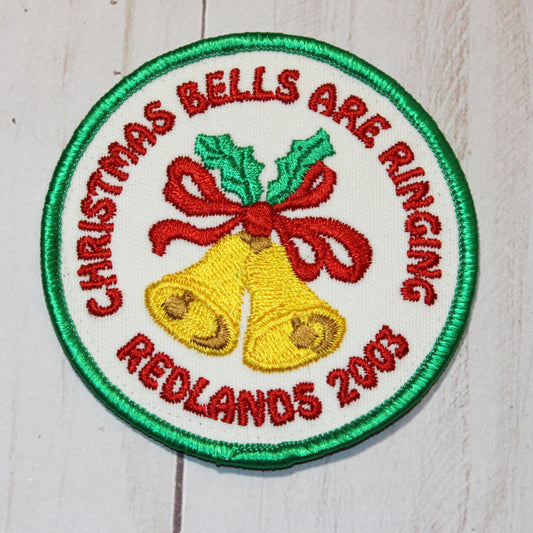 CHRISTMAS BELLS ARE RINGING
REDLANDS 2003